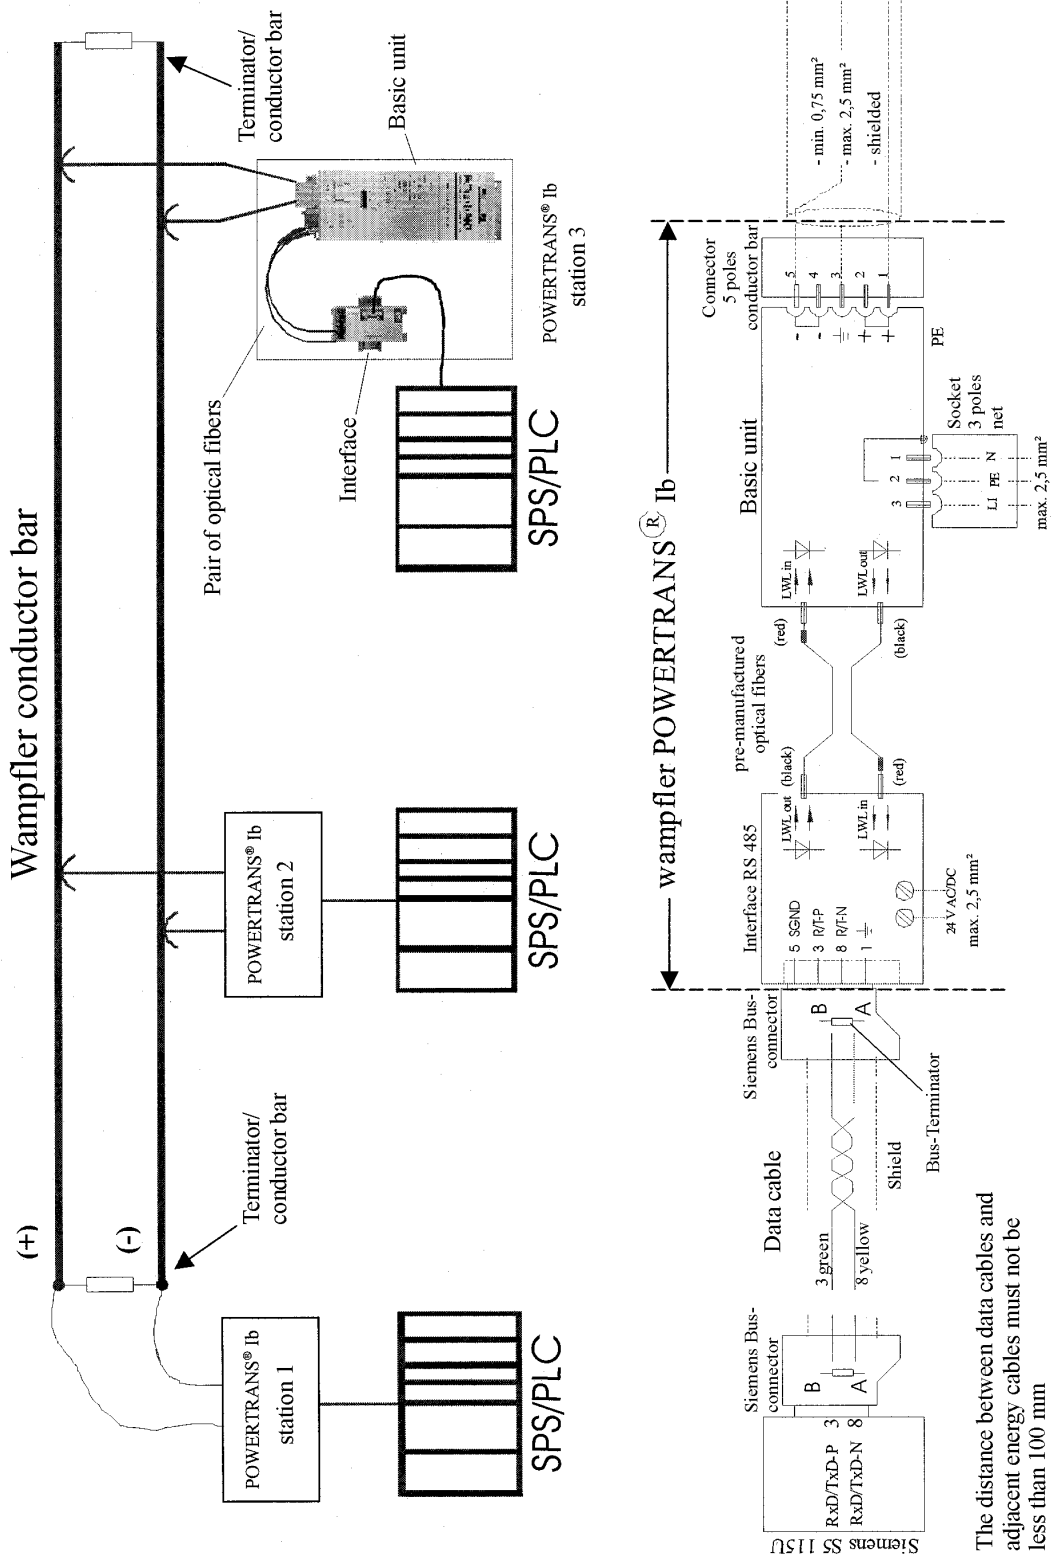 Wampfler conductor bar
(+)
(-)
Terminator/
conductor bar
Terminator/
conductor bar
POWERTRANS® Ib
station 1
SPS/PLC
POWERTRANS® Ib
station 2
SPS/PLC
Pair of optical fibers
Interface
SPS/PLC
Basic unit
POWERTRANS® Ib
station 3
wampfler POWERTRANS® Ib
Siemens S5 115U
RxD/TxD-P 3
RxD/TxD-N 8
Siemens Bus-
connector
B
A
Data cable
3 green
8 yellow
Shield
Siemens Bus-
connector
B
A
Bus-Terminator
Interface RS 485
5 SGND
3 R/T-P
8 R/T-N
1
LWL out
LWL in
24 V AC/DC
max. 2,5 mm²
pre-manufactured
optical fibers
(black)
(red)
(red)
(black)
Basic unit
LWL in
LWL out
3
2
1
L1
PE
N
Socket
3 poles
net
max. 2,5 mm²
PE
Connector
5 poles
conductor bar
- 5
- 4
3
+ 2
+ 1
- min. 0,75 mm²
- max. 2,5 mm²
- shielded
The distance between data cables and
adjacent energy cables must not be
less than 100 mm